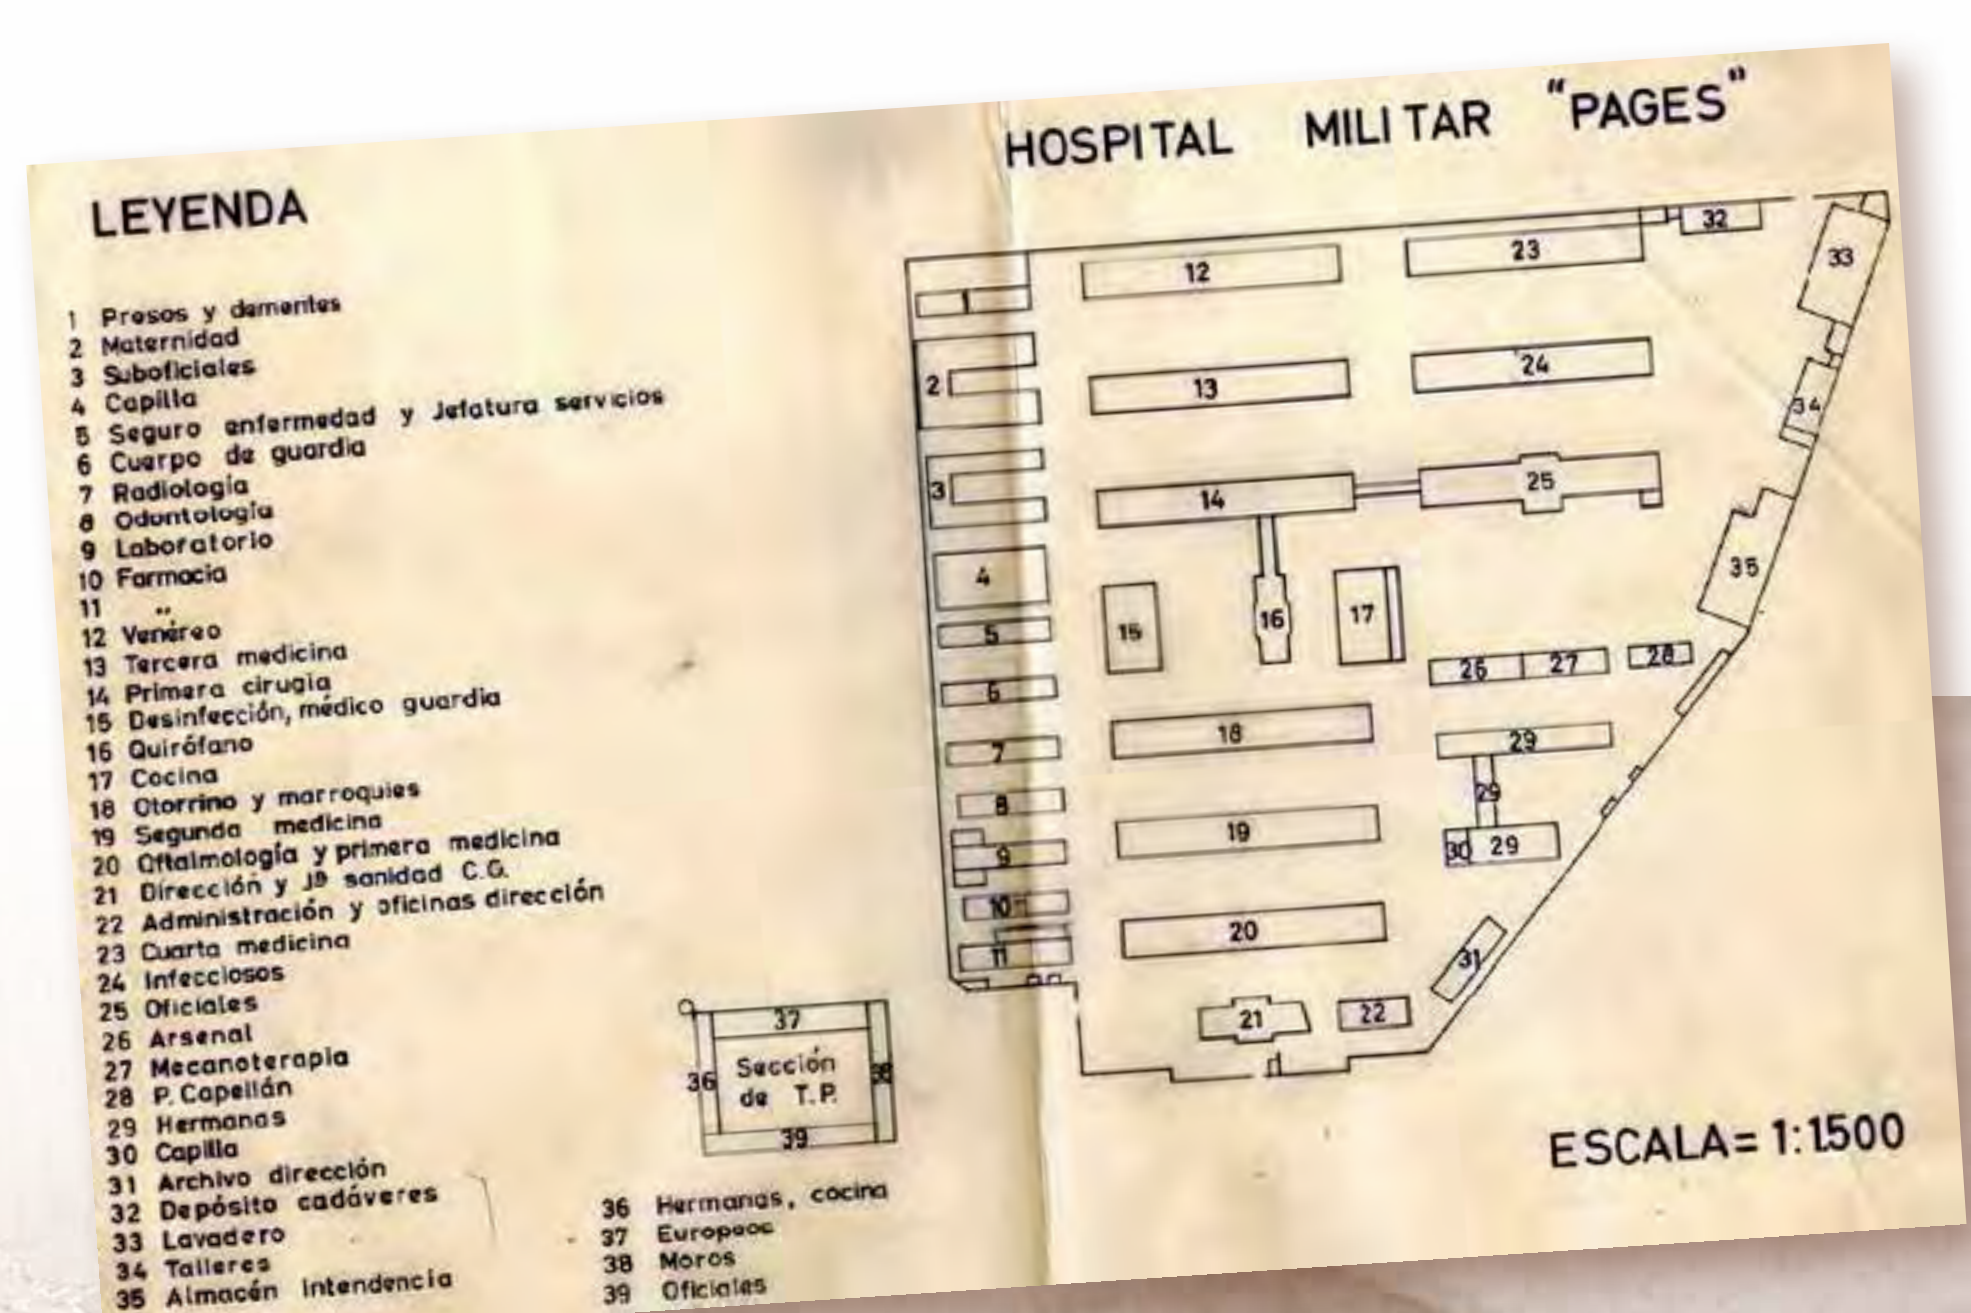 HOSPITAL MILITAR "PAGES"
LEYENDA
1 Presos y dementes
2 Maternidad
3 Suboficiales
4 Capilla
5 Seguro enfermedad y Jefatura servicios
6 Cuerpo de guardia
7 Radiología
8 Odontología
9 Laboratorio
10 Farmacia
11 "
12 Venéreo
13 Tercera medicina
14 Primera cirugia
15 Desinfección, médico guardia
16 Quirófano
17 Cocina
18 Otorrino y marroquies
19 Segunda medicina
20 Oftalmología y primera medicina
21 Dirección y Jª sanidad C.G.
22 Administración y oficinas dirección
23 Cuarta medicina
24 Infecciosos
25 Oficiales
26 Arsenal
27 Mecanoterapia
28 P. Capellán
29 Hermanas
30 Capilla
31 Archivo dirección
32 Depósito cadáveres
33 Lavadero
34 Talleres
35 Almacén Intendencia
37
36 Sección 38
de T.P.
39
36 Hermanas, cocina
37 Europeos
38 Moros
39 Oficiales
32
23
12
33
1
24
13
2
34
25
14
3
35
4
17
16
15
5
28
27
26
6
18
29
7
29
8
19
30 29
9
10
20
31
11
21
22
ESCALA= 1:1.500